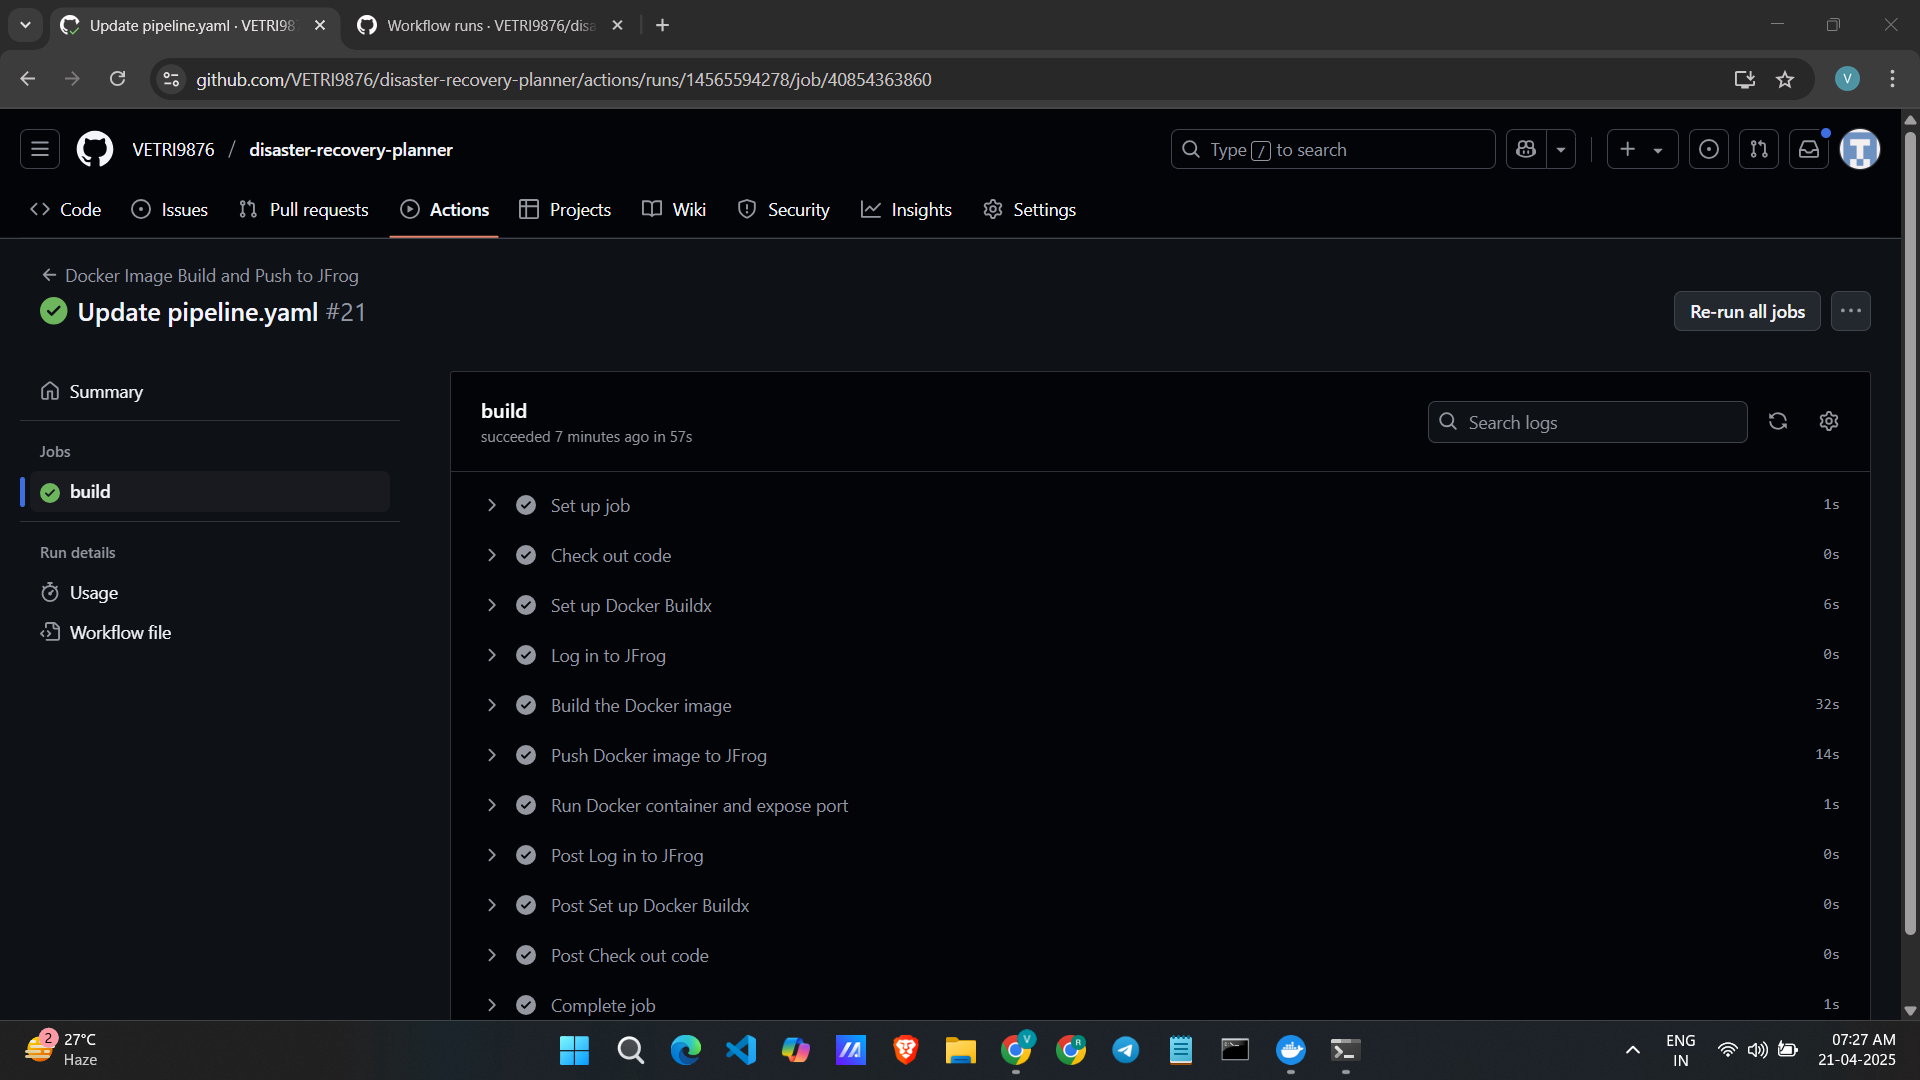 Update pipeline.yaml · VETRI98
Workflow runs · VETRI9876/disa
github.com/VETRI9876/disaster-recovery-planner/actions/runs/14565594278/job/40854363860
V
VETRI9876 / disaster-recovery-planner
Type / to search
Code
Issues
Pull requests
Actions
Projects
Wiki
Security
Insights
Settings
Docker Image Build and Push to JFrog
Update pipeline.yaml #21
Re-run all jobs
Summary
Jobs
build
Run details
Usage
Workflow file
build
succeeded 7 minutes ago in 57s
Search logs
Set up job 1s
Check out code 0s
Set up Docker Buildx 6s
Log in to JFrog 0s
Build the Docker image 32s
Push Docker image to JFrog 14s
Run Docker container and expose port 1s
Post Log in to JFrog 0s
Post Set up Docker Buildx 0s
Post Check out code 0s
Complete job 1s
2
27°C
Haze
V
R
ENG
IN
07:27 AM
21-04-2025